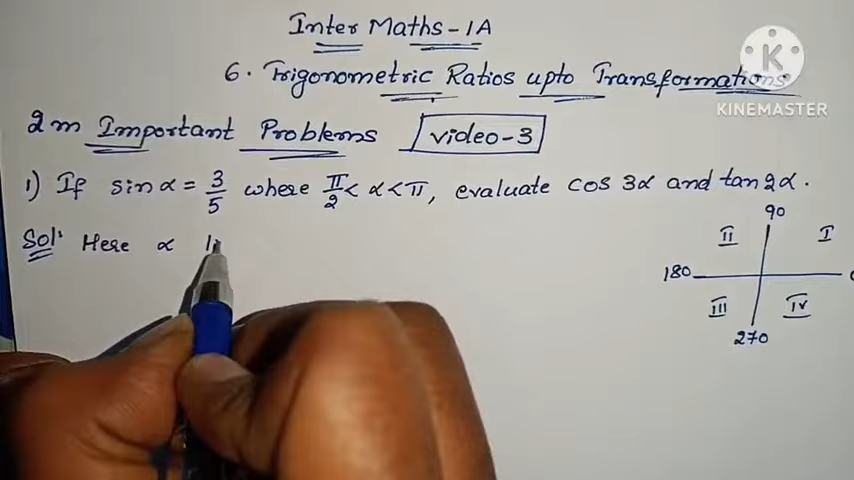 Inter Maths-1A
6. Trigonometric Ratios upto Transformations
KINEMASTER
2m Important Problems video-3
1) If sin α = 3/5 where π/2 < α < π, evaluate cos 3α and tan 2α.
90
II I
Sol: Here α
180
III IV
270